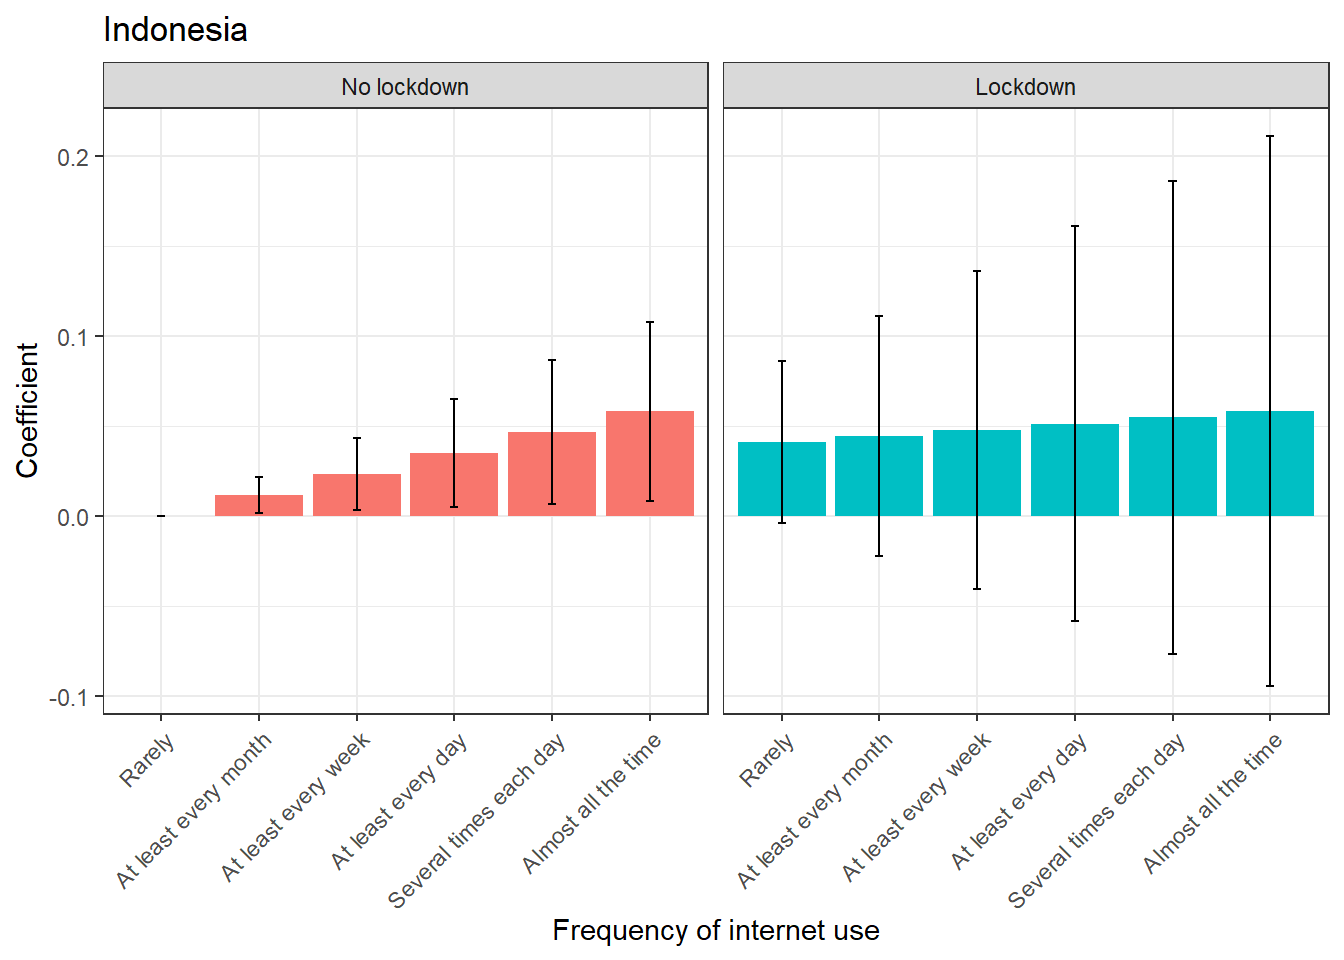 Indonesia
No lockdown
Lockdown
Coefficient
0.2
0.1
0.0
-0.1
Rarely
At least every month
At least every week
At least every day
Several times each day
Almost all the time
Rarely
At least every month
At least every week
At least every day
Several times each day
Almost all the time
Frequency of internet use